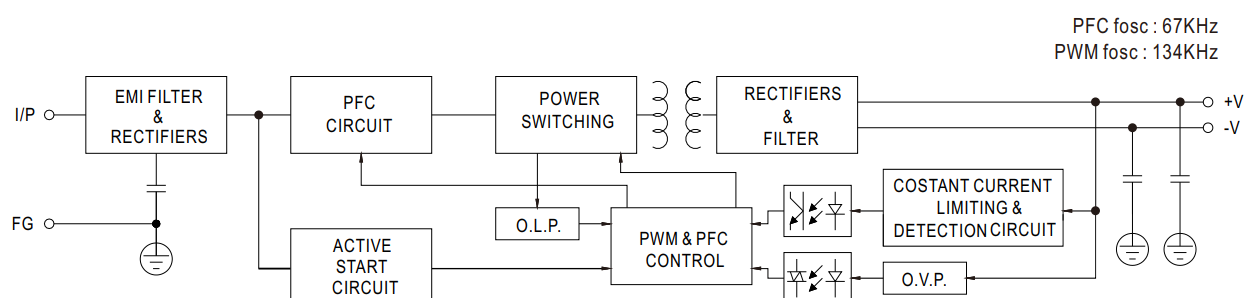 PFC fosc : 67KHz
PWM fosc : 134KHz
I/P
EMI FILTER
&
RECTIFIERS
PFC
CIRCUIT
POWER
SWITCHING
RECTIFIERS
&
FILTER
+V
-V
FG
O.L.P.
PWM & PFC
CONTROL
COSTANT CURRENT
LIMITING &
DETECTION CIRCUIT
ACTIVE
START
CIRCUIT
O.V.P.